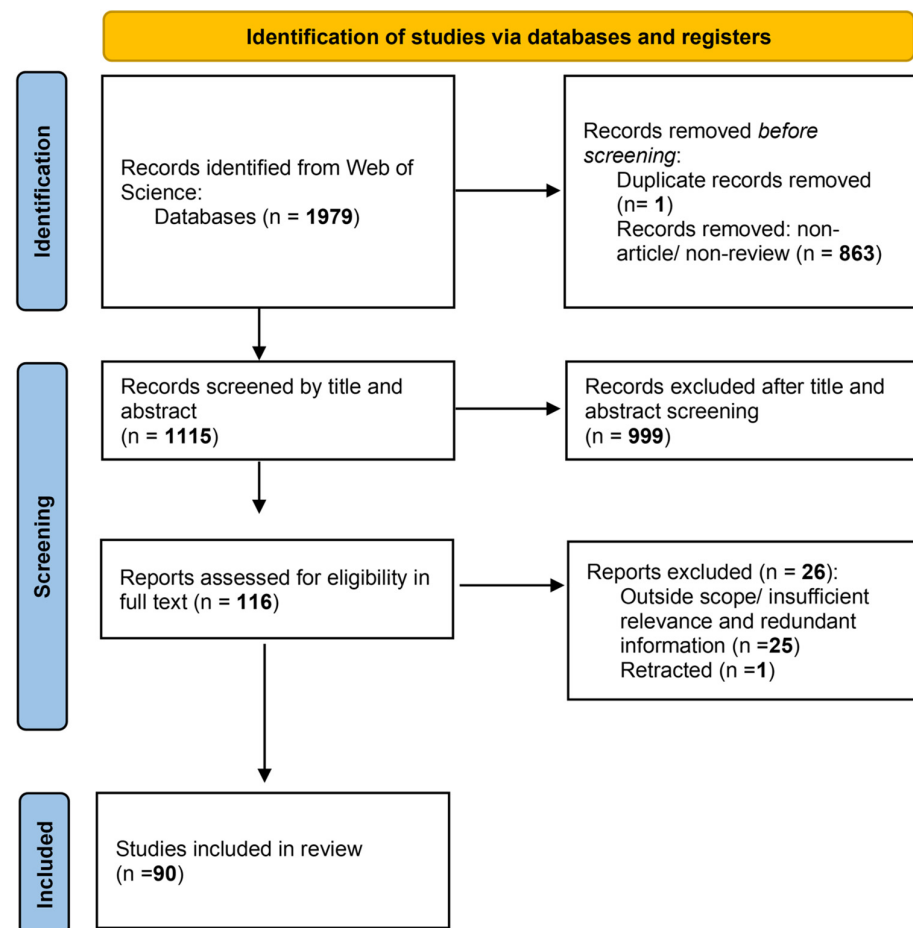 Identification of studies via databases and registers
Identification
Records identified from Web of
Science:
Databases (n = 1979)
Records removed before
screening:
Duplicate records removed
(n= 1)
Records removed: non-
article/ non-review (n = 863)
Screening
Records screened by title and
abstract
(n = 1115)
Records excluded after title and
abstract screening
(n = 999)
Reports assessed for eligibility in
full text (n = 116)
Reports excluded (n = 26):
Outside scope/ insufficient
relevance and redundant
information (n =25)
Retracted (n =1)
Included
Studies included in review
(n =90)